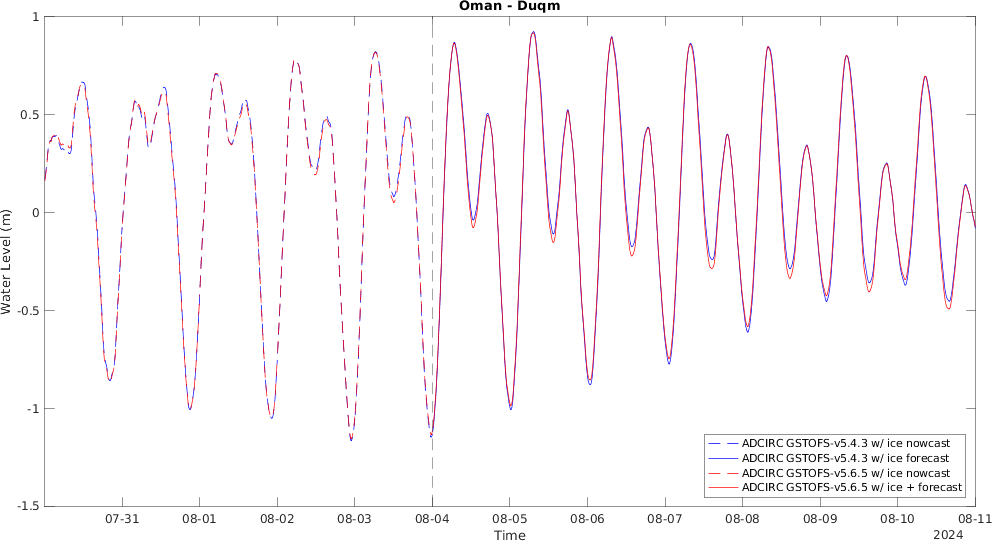 Oman - Duqm
1
0.5
0
-0.5
-1
-1.5
Water Level (m)
ADCIRC GSTOFS-v5.4.3 w/ ice nowcast
ADCIRC GSTOFS-v5.4.3 w/ ice forecast
ADCIRC GSTOFS-v5.6.5 w/ ice nowcast
ADCIRC GSTOFS-v5.6.5 w/ ice + forecast
07-31 08-01 08-02 08-03 08-04 08-05 08-06 08-07 08-08 08-09 08-10 08-11
Time
2024